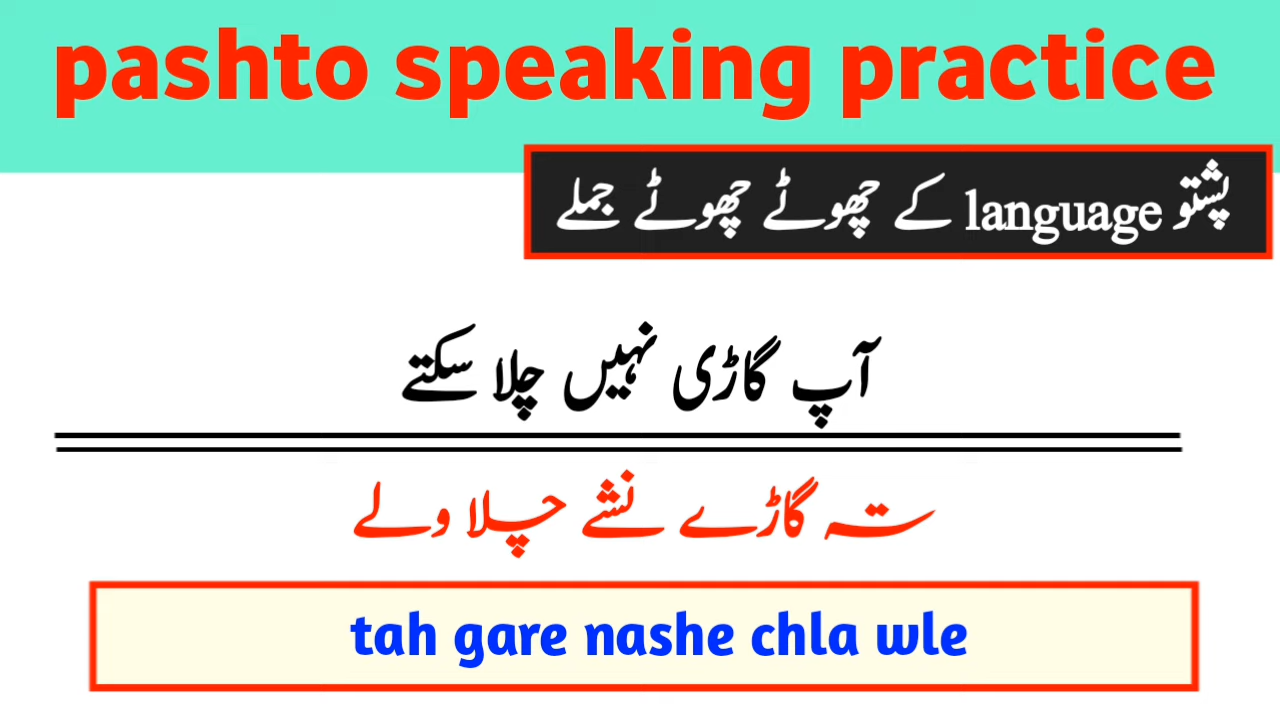 pashto speaking practice
پشتو language کے چھوٹے چھوٹے جملے
آپ گاڑی نہیں چلا سکتے
تہ گاڑے نشے چلا ولے
tah gare nashe chla wle